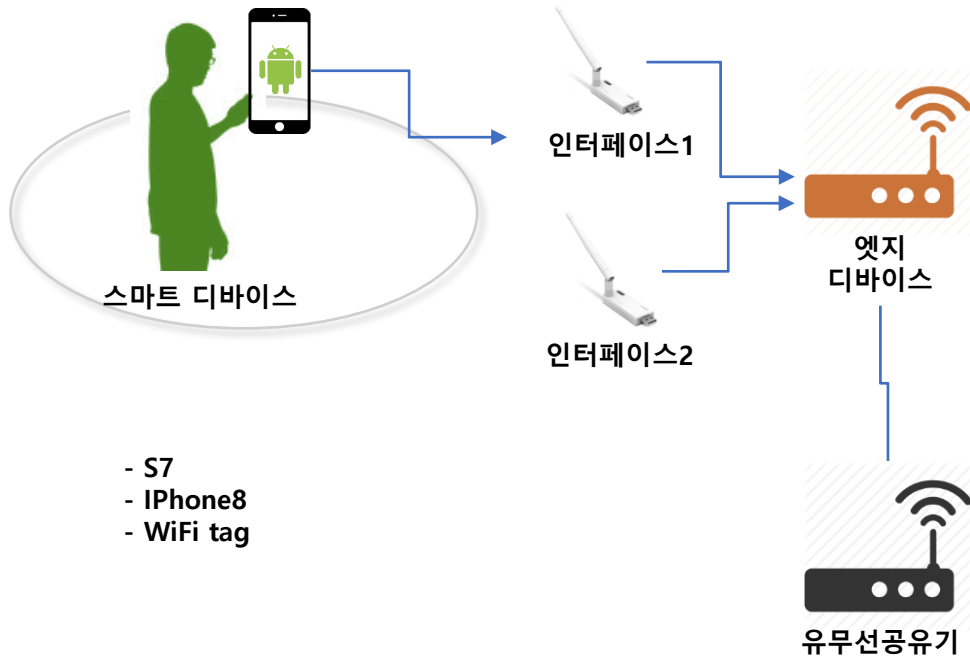 인터페이스1
스마트 디바이스
엣지
디바이스
인터페이스2
- S7
- IPhone8
- WiFi tag
유무선공유기